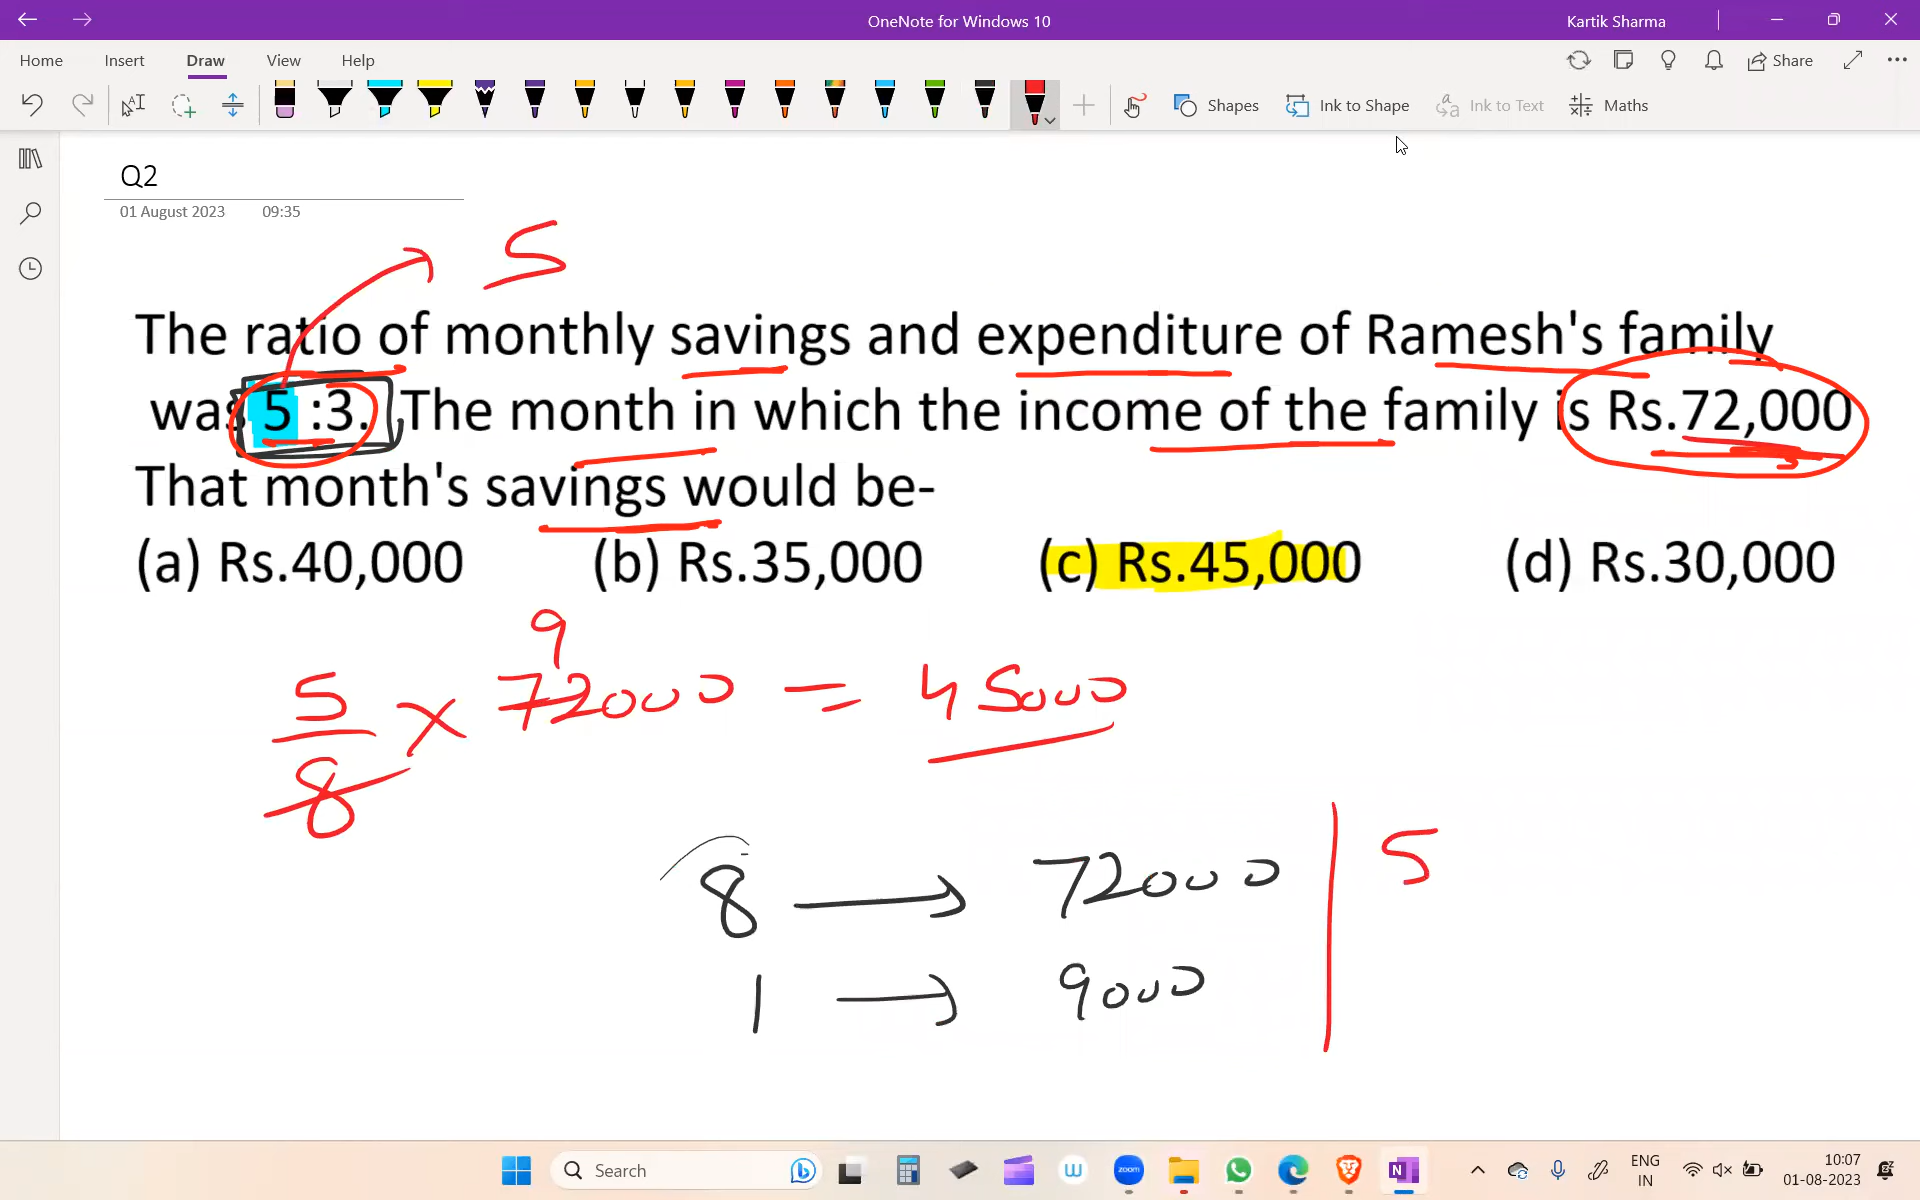 OneNote for Windows 10
Kartik Sharma
Home Insert Draw View Help
Share
Shapes Ink to Shape Ink to Text Maths
Q2
01 August 2023 09:35
5
The ratio of monthly savings and expenditure of Ramesh's family
was 5 :3. The month in which the income of the family is Rs.72,000
That month's savings would be-
(a) Rs.40,000 (b) Rs.35,000 (c) Rs.45,000 (d) Rs.30,000
9
5/8 × 72000 = 45000
8 → 72000 | 5
1 → 9000
Search
zoom
ENG
IN
10:07
01-08-2023